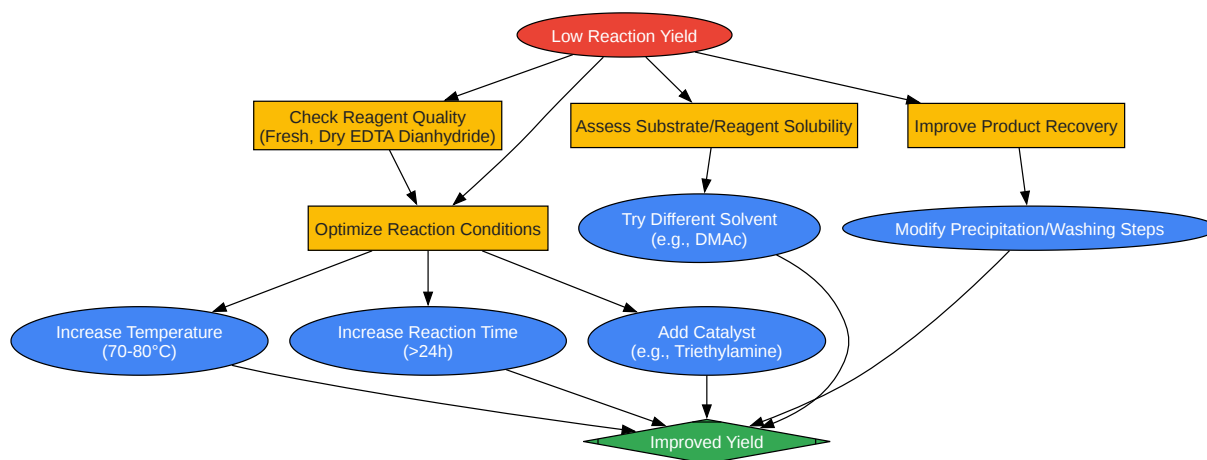 Low Reaction Yield
Check Reagent Quality
(Fresh, Dry EDTA Dianhydride)
Assess Substrate/Reagent Solubility
Improve Product Recovery
Optimize Reaction Conditions
Try Different Solvent
(e.g., DMAc)
Modify Precipitation/Washing Steps
Increase Temperature
(70-80°C)
Increase Reaction Time
(>24h)
Add Catalyst
(e.g., Triethylamine)
Improved Yield